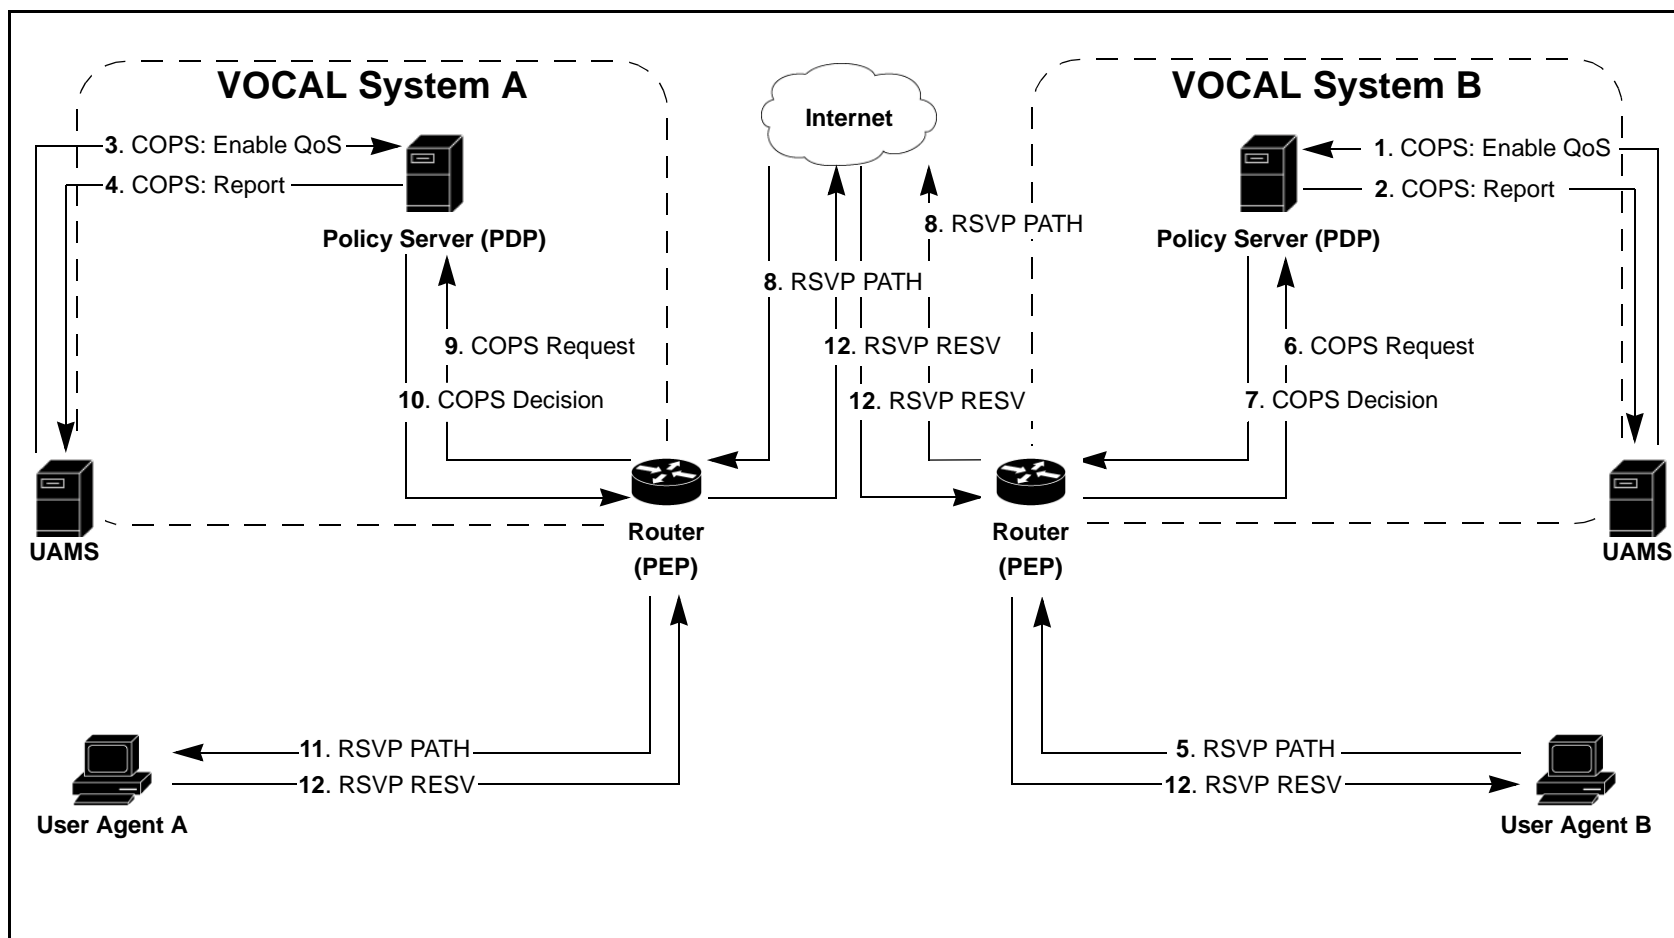 VOCAL System A
VOCAL System B
Internet
3. COPS: Enable QoS
1. COPS: Enable QoS
4. COPS: Report
2. COPS: Report
8. RSVP PATH
Policy Server (PDP)
Policy Server (PDP)
8. RSVP PATH
9. COPS Request
12. RSVP RESV
6. COPS Request
10. COPS Decision
12. RSVP RESV
7. COPS Decision
Router
(PEP)
Router
(PEP)
UAMS
UAMS
11. RSVP PATH
5. RSVP PATH
12. RSVP RESV
12. RSVP RESV
User Agent A
User Agent B